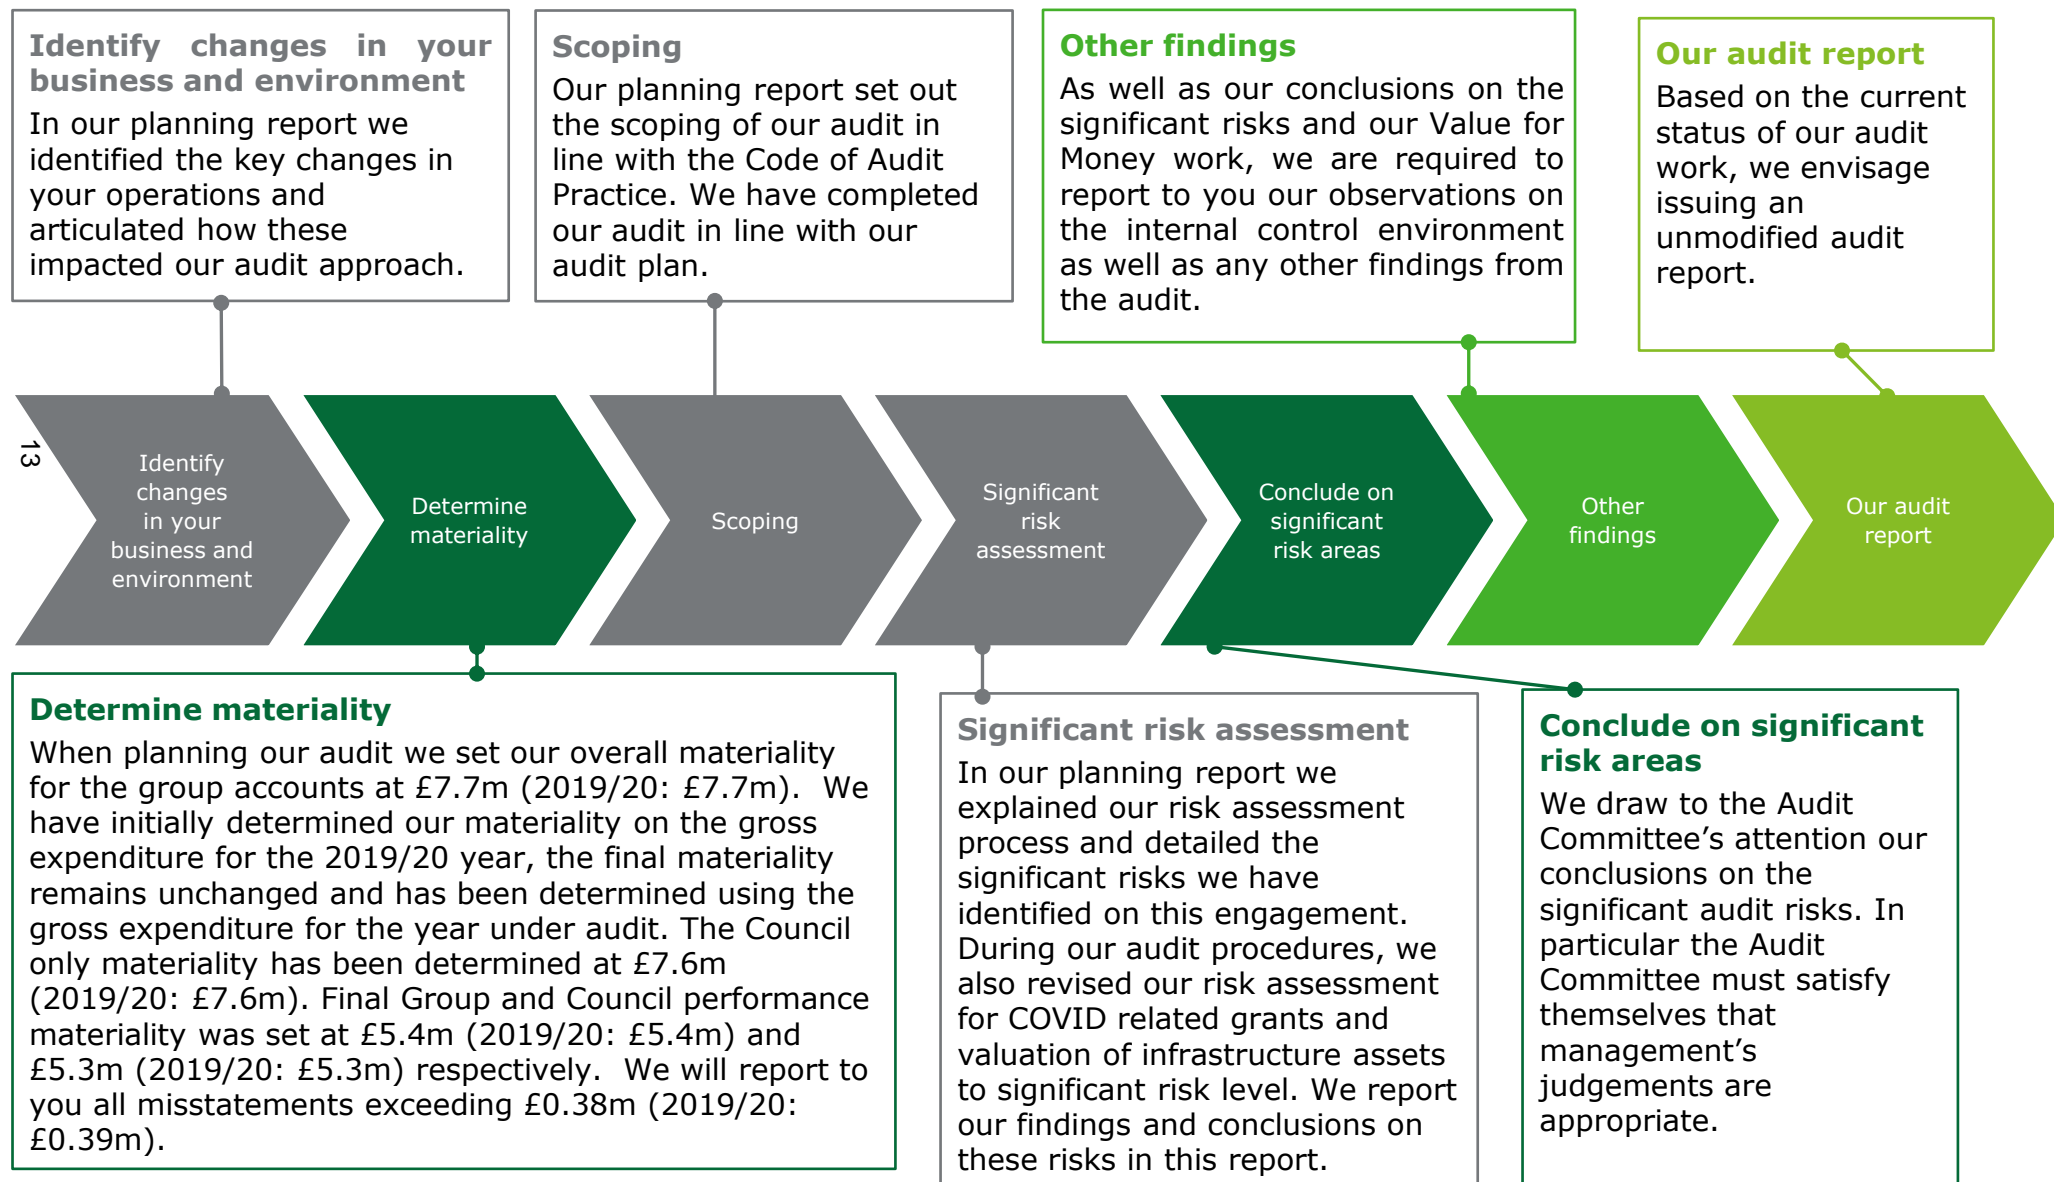 Identify changes in your
business and environment
In our planning report we
identified the key changes in
your operations and
articulated how these
impacted our audit approach.
Scoping
Our planning report set out
the scoping of our audit in
line with the Code of Audit
Practice. We have completed
our audit in line with our
audit plan.
Other findings
As well as our conclusions on the
significant risks and our Value for
Money work, we are required to
report to you our observations on
the internal control environment
as well as any other findings from
the audit.
Our audit report
Based on the current
status of our audit
work, we envisage
issuing an
unmodified audit
report.
13
Identify
changes
in your
business and
environment
Determine
materiality
Scoping
Significant
risk
assessment
Conclude on
significant
risk areas
Other
findings
Our audit
report
Determine materiality
When planning our audit we set our overall materiality
for the group accounts at £7.7m (2019/20: £7.7m).  We
have initially determined our materiality on the gross
expenditure for the 2019/20 year, the final materiality
remains unchanged and has been determined using the
gross expenditure for the year under audit. The Council
only materiality has been determined at £7.6m
(2019/20: £7.6m). Final Group and Council performance
materiality was set at £5.4m (2019/20: £5.4m) and
£5.3m (2019/20: £5.3m) respectively.  We will report to
you all misstatements exceeding £0.38m (2019/20:
£0.39m).
Significant risk assessment
In our planning report we
explained our risk assessment
process and detailed the
significant risks we have
identified on this engagement.
During our audit procedures, we
also revised our risk assessment
for COVID related grants and
valuation of infrastructure assets
to significant risk level. We report
our findings and conclusions on
these risks in this report.
Conclude on significant
risk areas
We draw to the Audit
Committee’s attention our
conclusions on the
significant audit risks. In
particular the Audit
Committee must satisfy
themselves that
management’s
judgements are
appropriate.